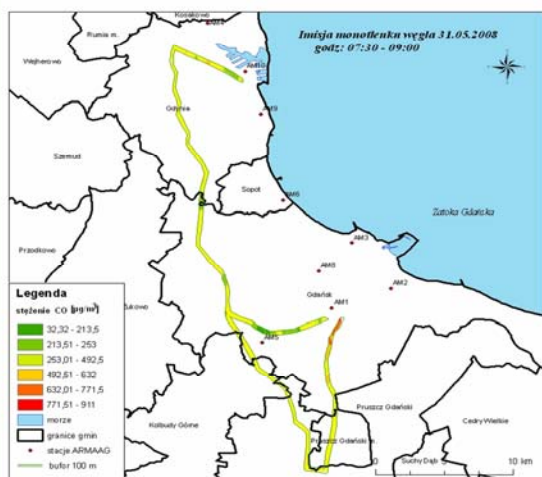 Imisja monotlenku węgla 31.05.2008
godz: 07:30 - 09:00
Kosakowo
Rumia m.
Wejherowo
AM9
Gdynia
Szemud
Sopot
AM6
Zatoka Gdańska
Przodkowo
AM3
AM8
AM2
Gdańsk
AM1
AM5
Legenda
stężenie CO [µg/m³]
32,32 - 213,5
213,51 - 253
253,01 - 492,5
492,51 - 632
632,01 - 771,5
771,51 - 911
morze
granice gmin
stacje ARMAAG
bufor 100 m
Kolbudy Górne
Pruszcz Gdański
Pruszcz Gdański m.
Cedry Wielkie
Suchy Dąb
0 5 10 km